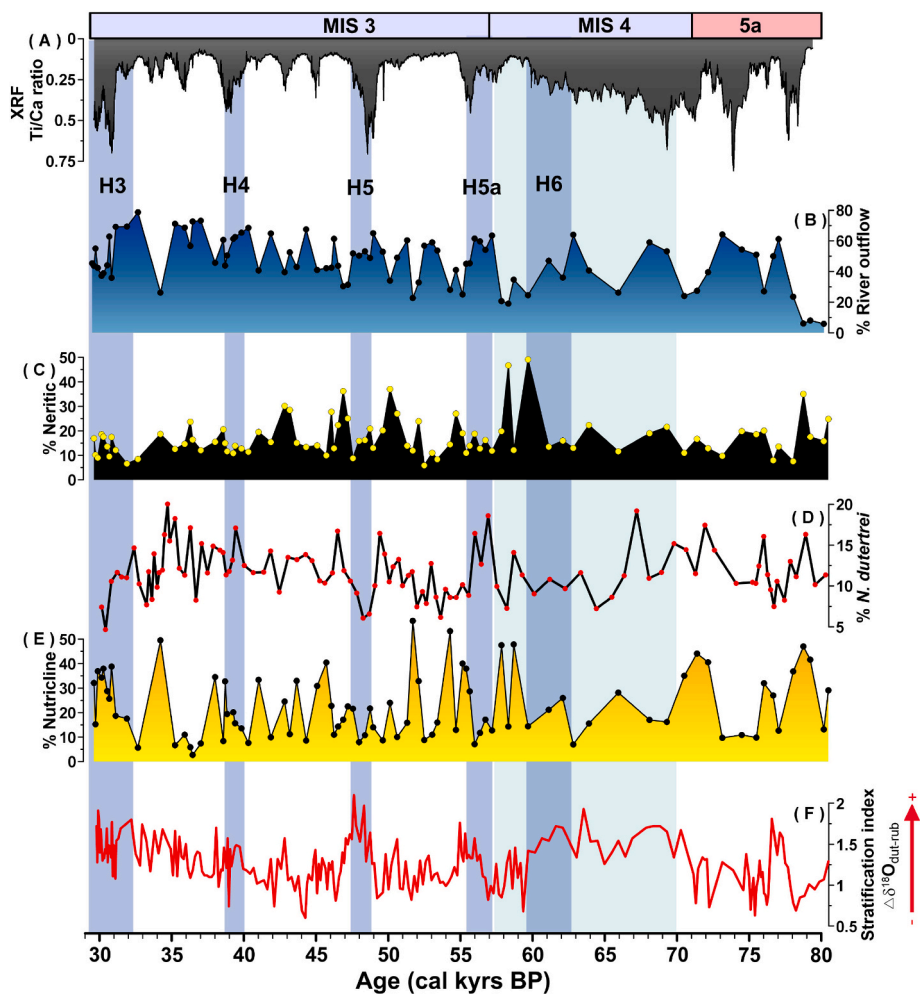 MIS 3 MIS 4 5a
( A )
XRF
Ti/Ca ratio
0
0.25
0.5
0.75
H3 H4 H5 H5a H6
( B )
% River outflow
80
60
40
20
0
( C )
% Neritic
50
40
30
20
10
0
( D )
% N. dutertrei
20
15
10
5
( E )
% Nutricline
50
40
30
20
10
0
( F )
Stratification index
△δ¹⁸O dut-rub
2
1.5
1
0.5
+
-
30 35 40 45 50 55 60 65 70 75 80
Age (cal kyrs BP)